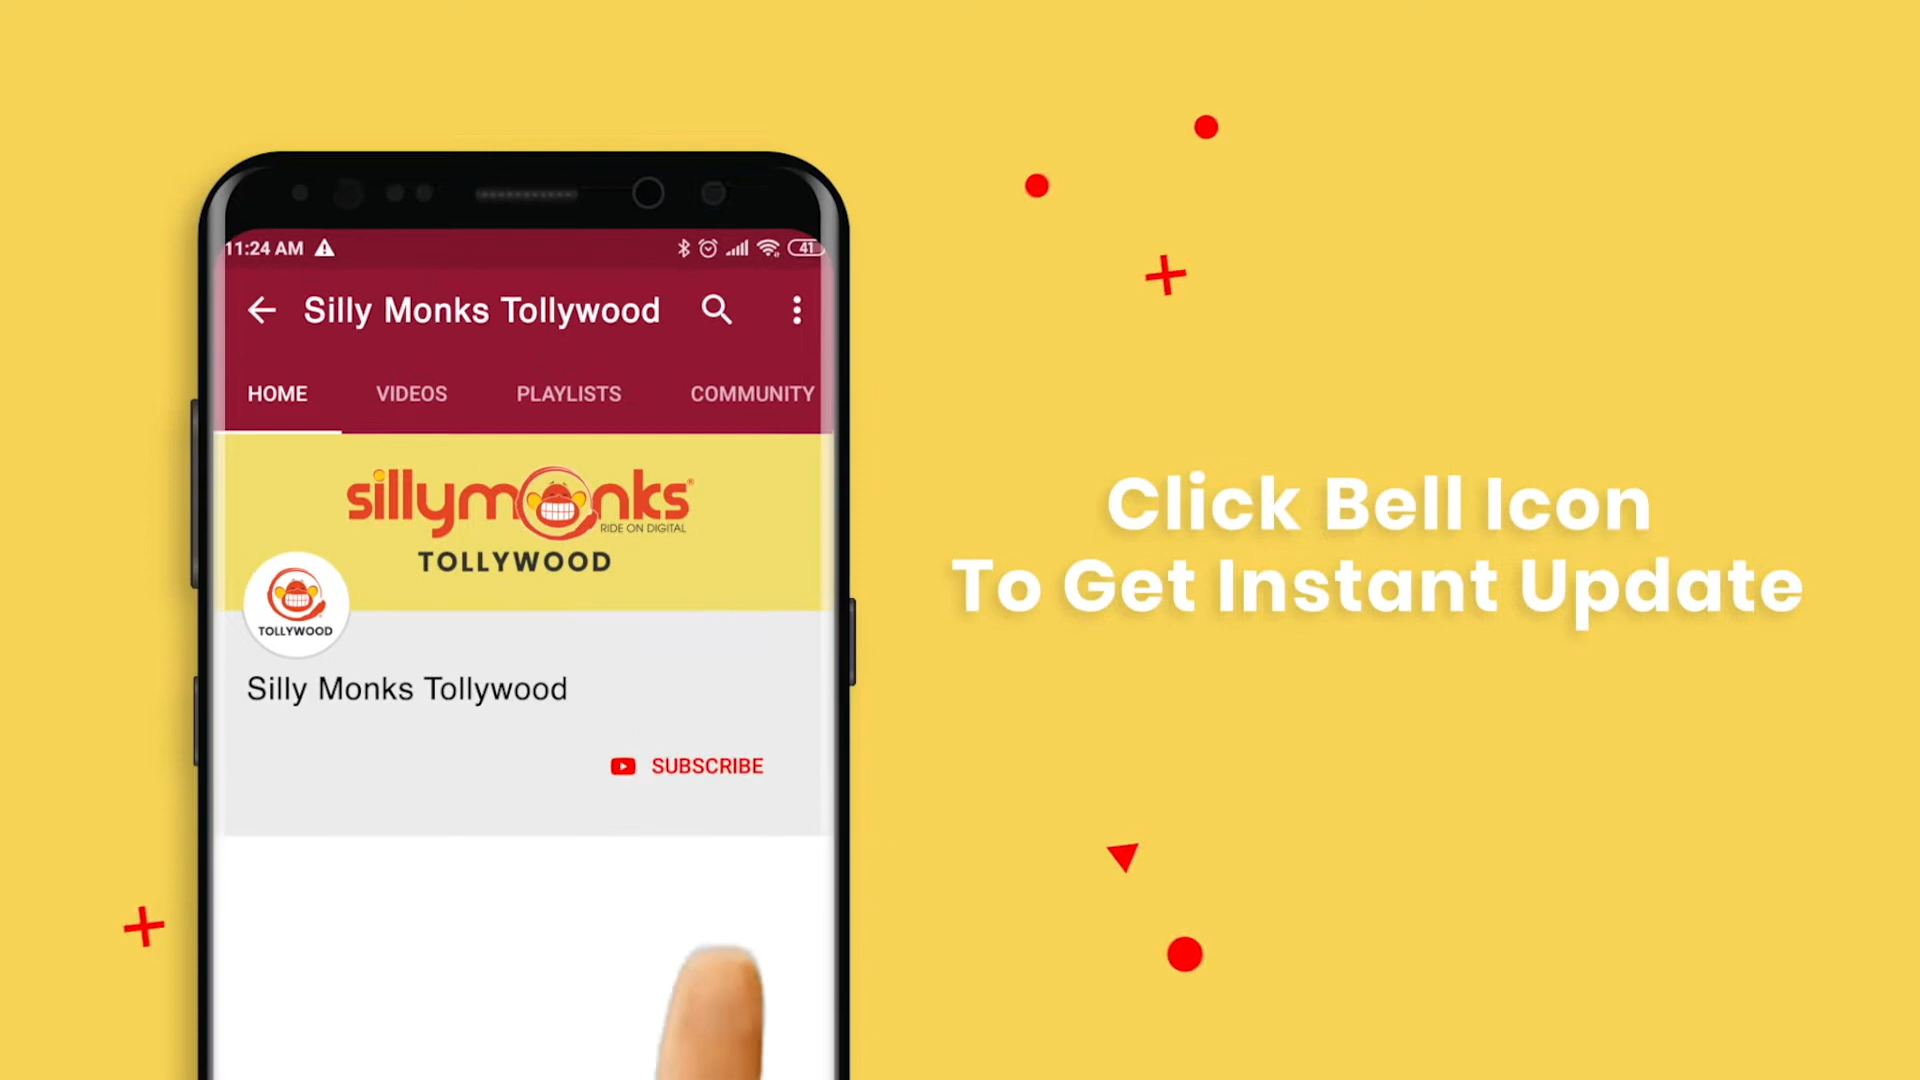 11:24 AM
41
Silly Monks Tollywood
HOME VIDEOS PLAYLISTS COMMUNITY
sillymonks®
RIDE ON DIGITAL
TOLLYWOOD
TOLLYWOOD
Silly Monks Tollywood
SUBSCRIBE
Click Bell Icon
To Get Instant Update